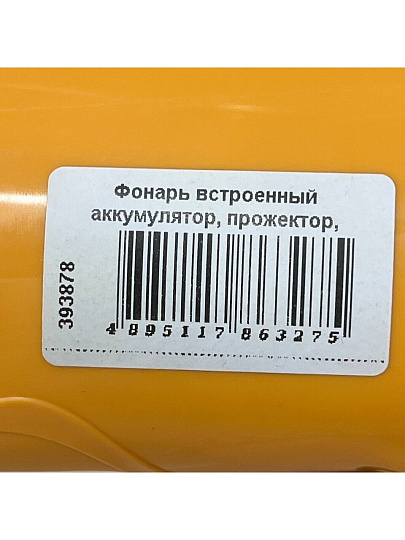 Фонарь встроенный
аккумулятор, прожектор,
393878
4 895117 863275